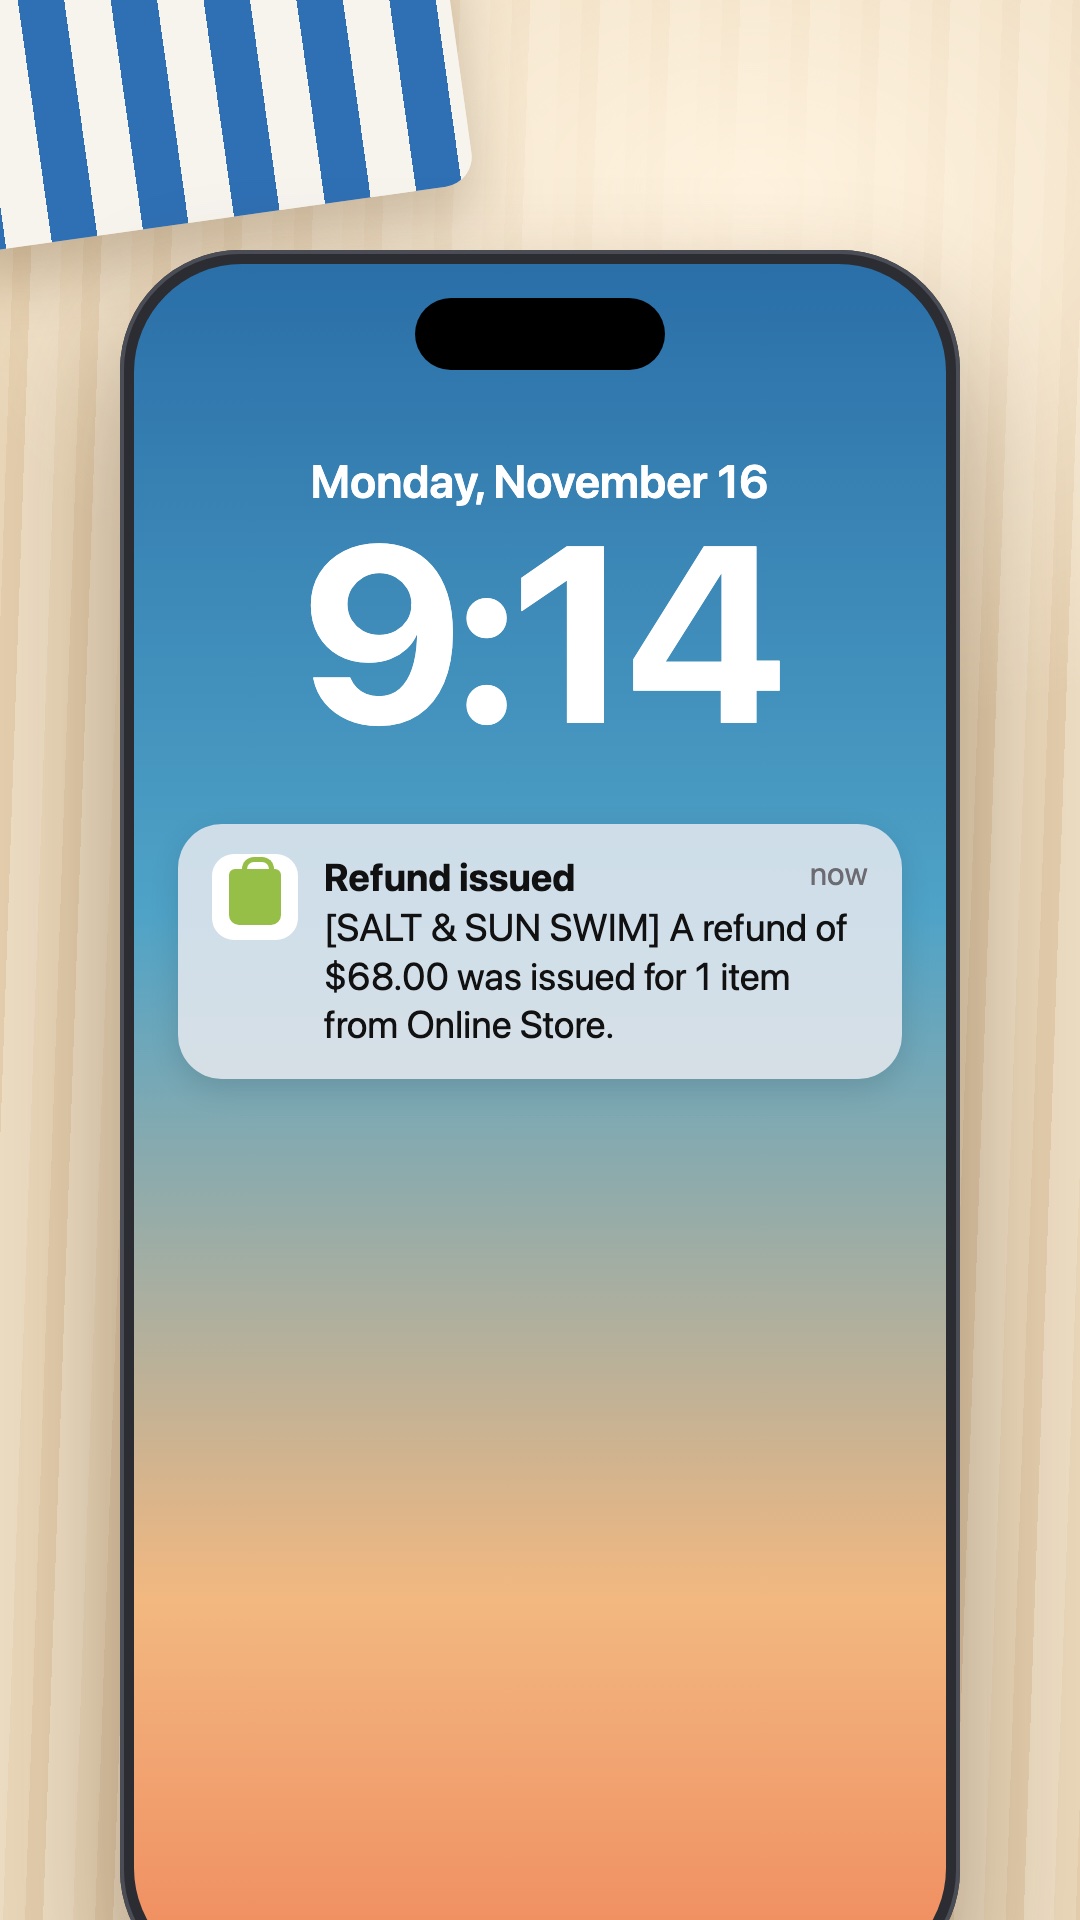 Monday, November 16
9:14
Refund issued
now
[SALT & SUN SWIM] A refund of
$68.00 was issued for 1 item
from Online Store.